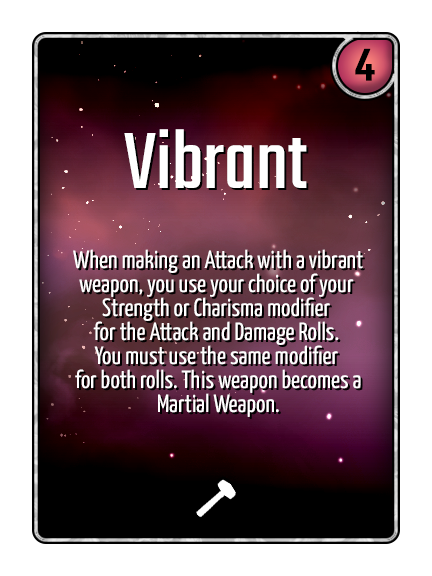 4
Vibrant
When making an Attack with a vibrant
weapon, you use your choice of your
Strength or Charisma modifier
for the Attack and Damage Rolls.
You must use the same modifier
for both rolls. This weapon becomes a
Martial Weapon.